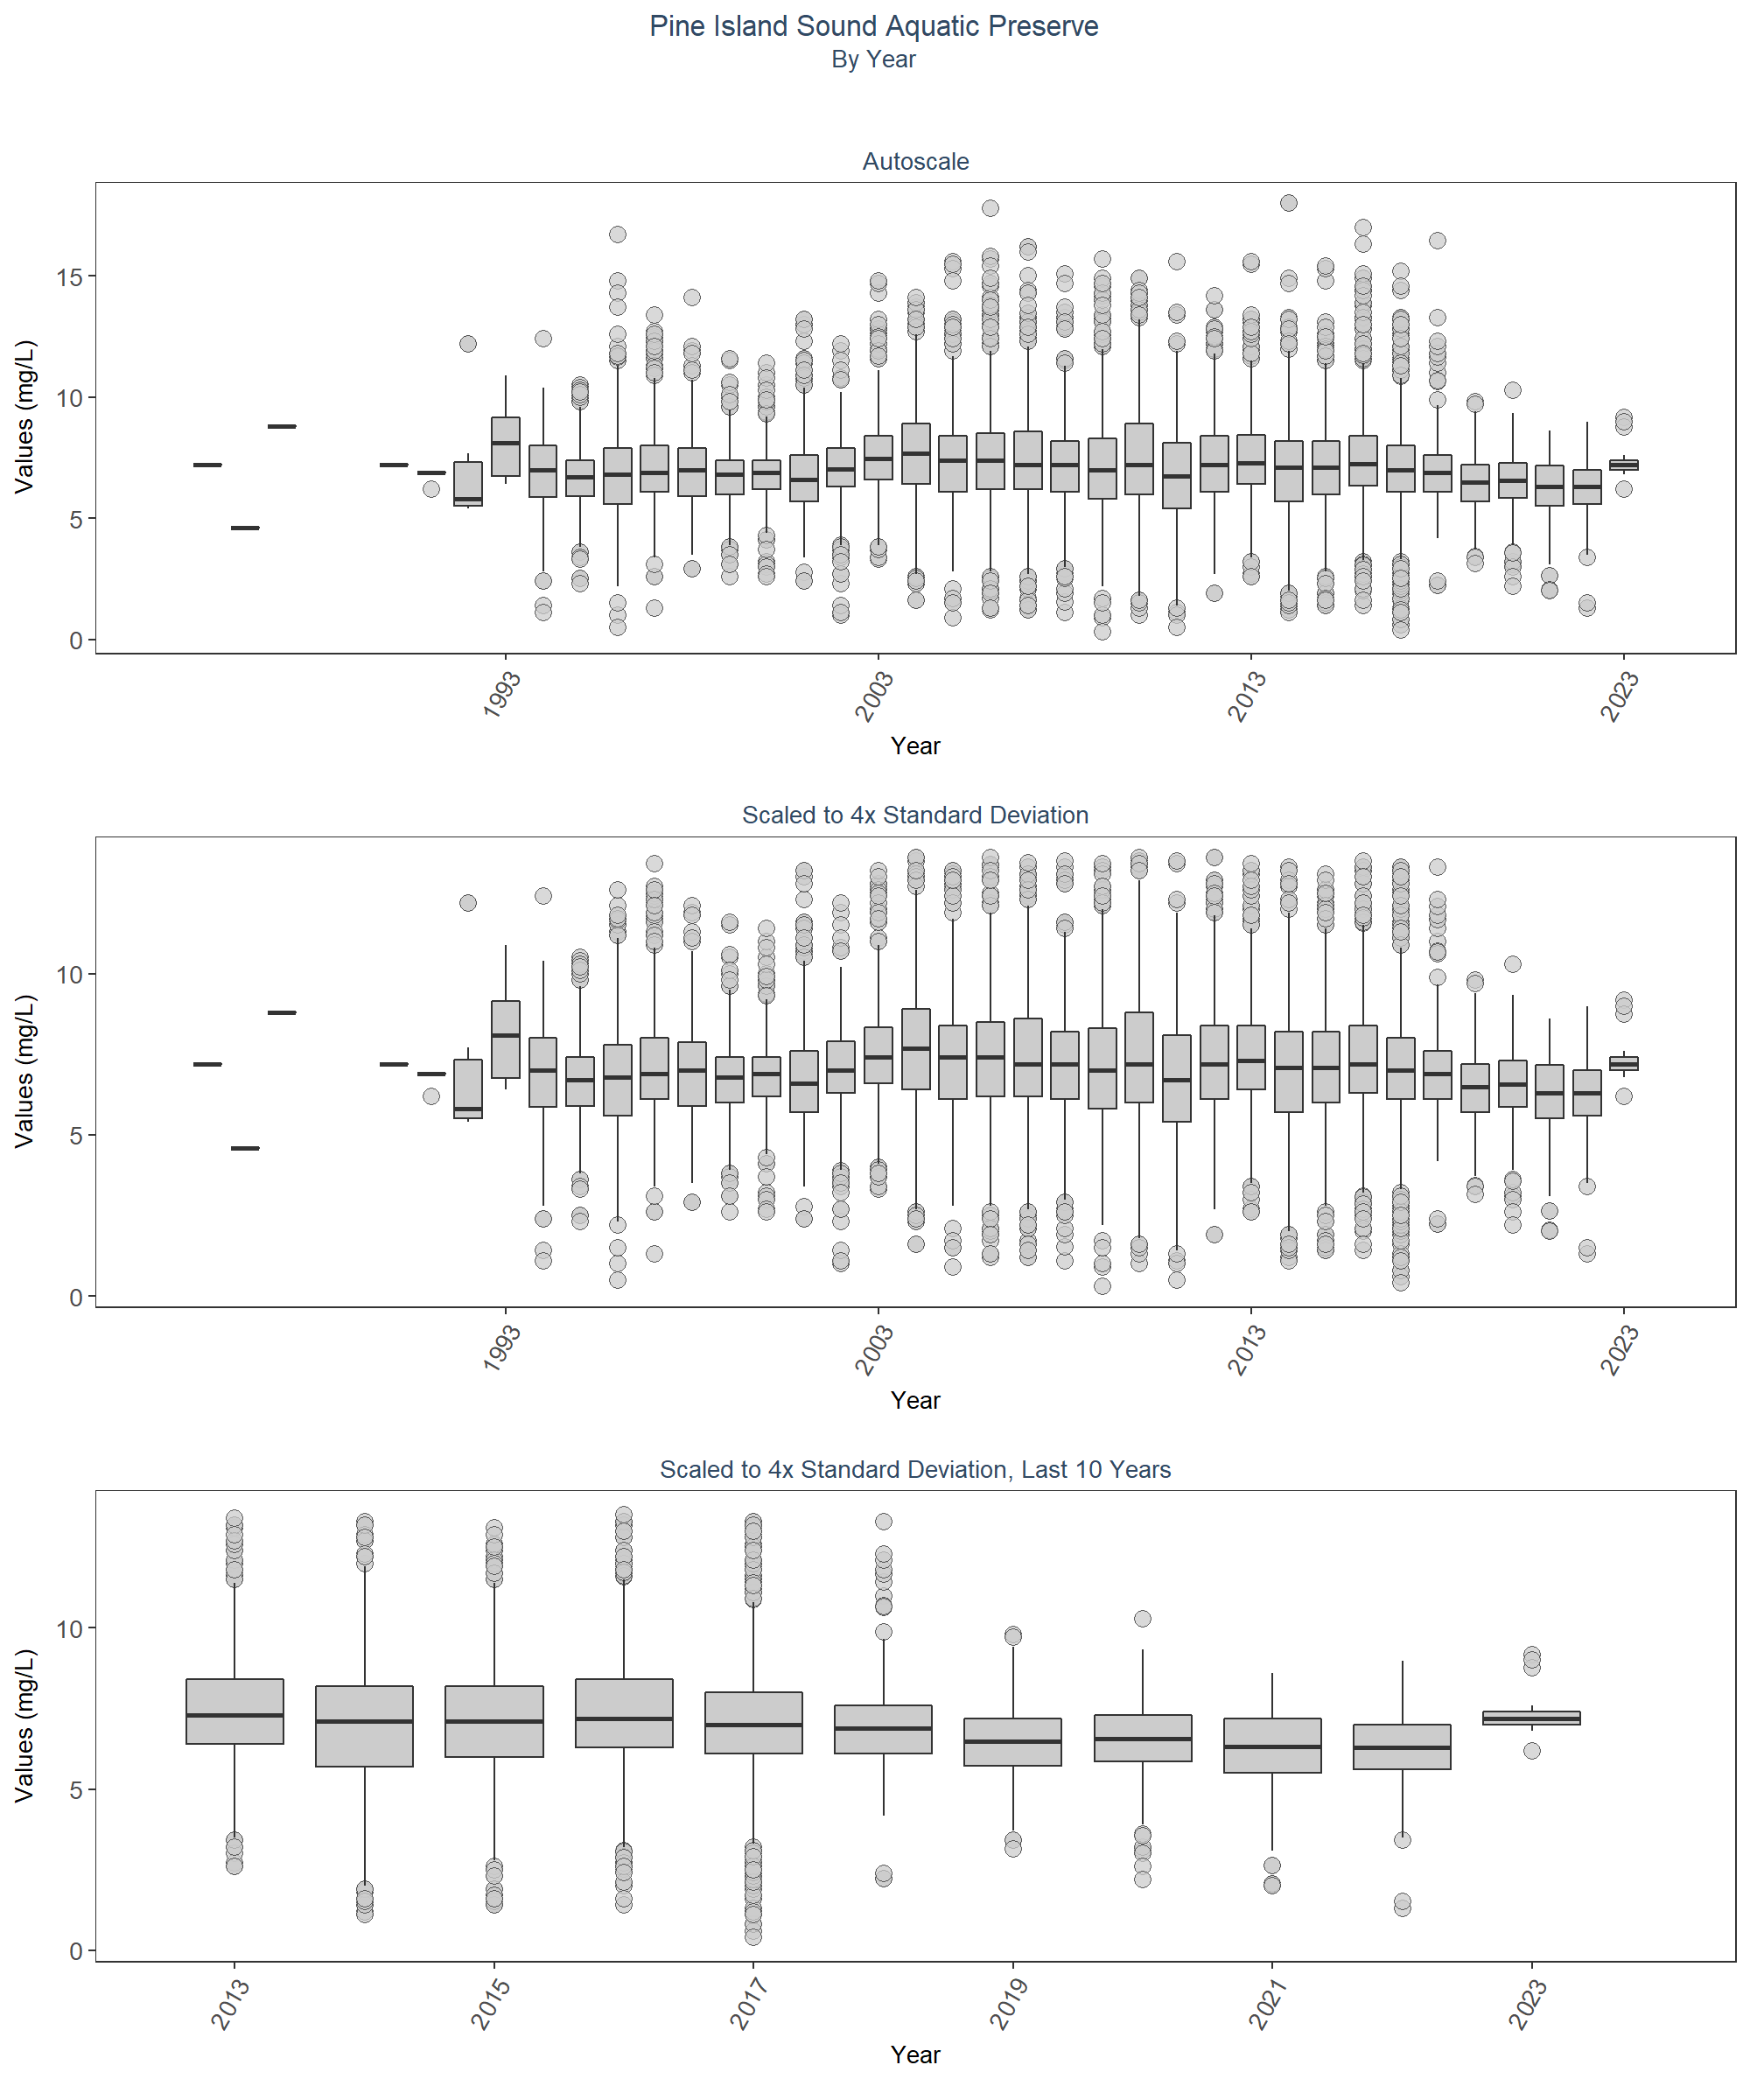 Pine Island Sound Aquatic Preserve
By Year
Autoscale
Values (mg/L)
15
10
5
0
1993
2003
2013
2023
Year
Scaled to 4x Standard Deviation
Values (mg/L)
10
5
0
1993
2003
2013
2023
Year
Scaled to 4x Standard Deviation, Last 10 Years
Values (mg/L)
10
5
0
2013
2015
2017
2019
2021
2023
Year